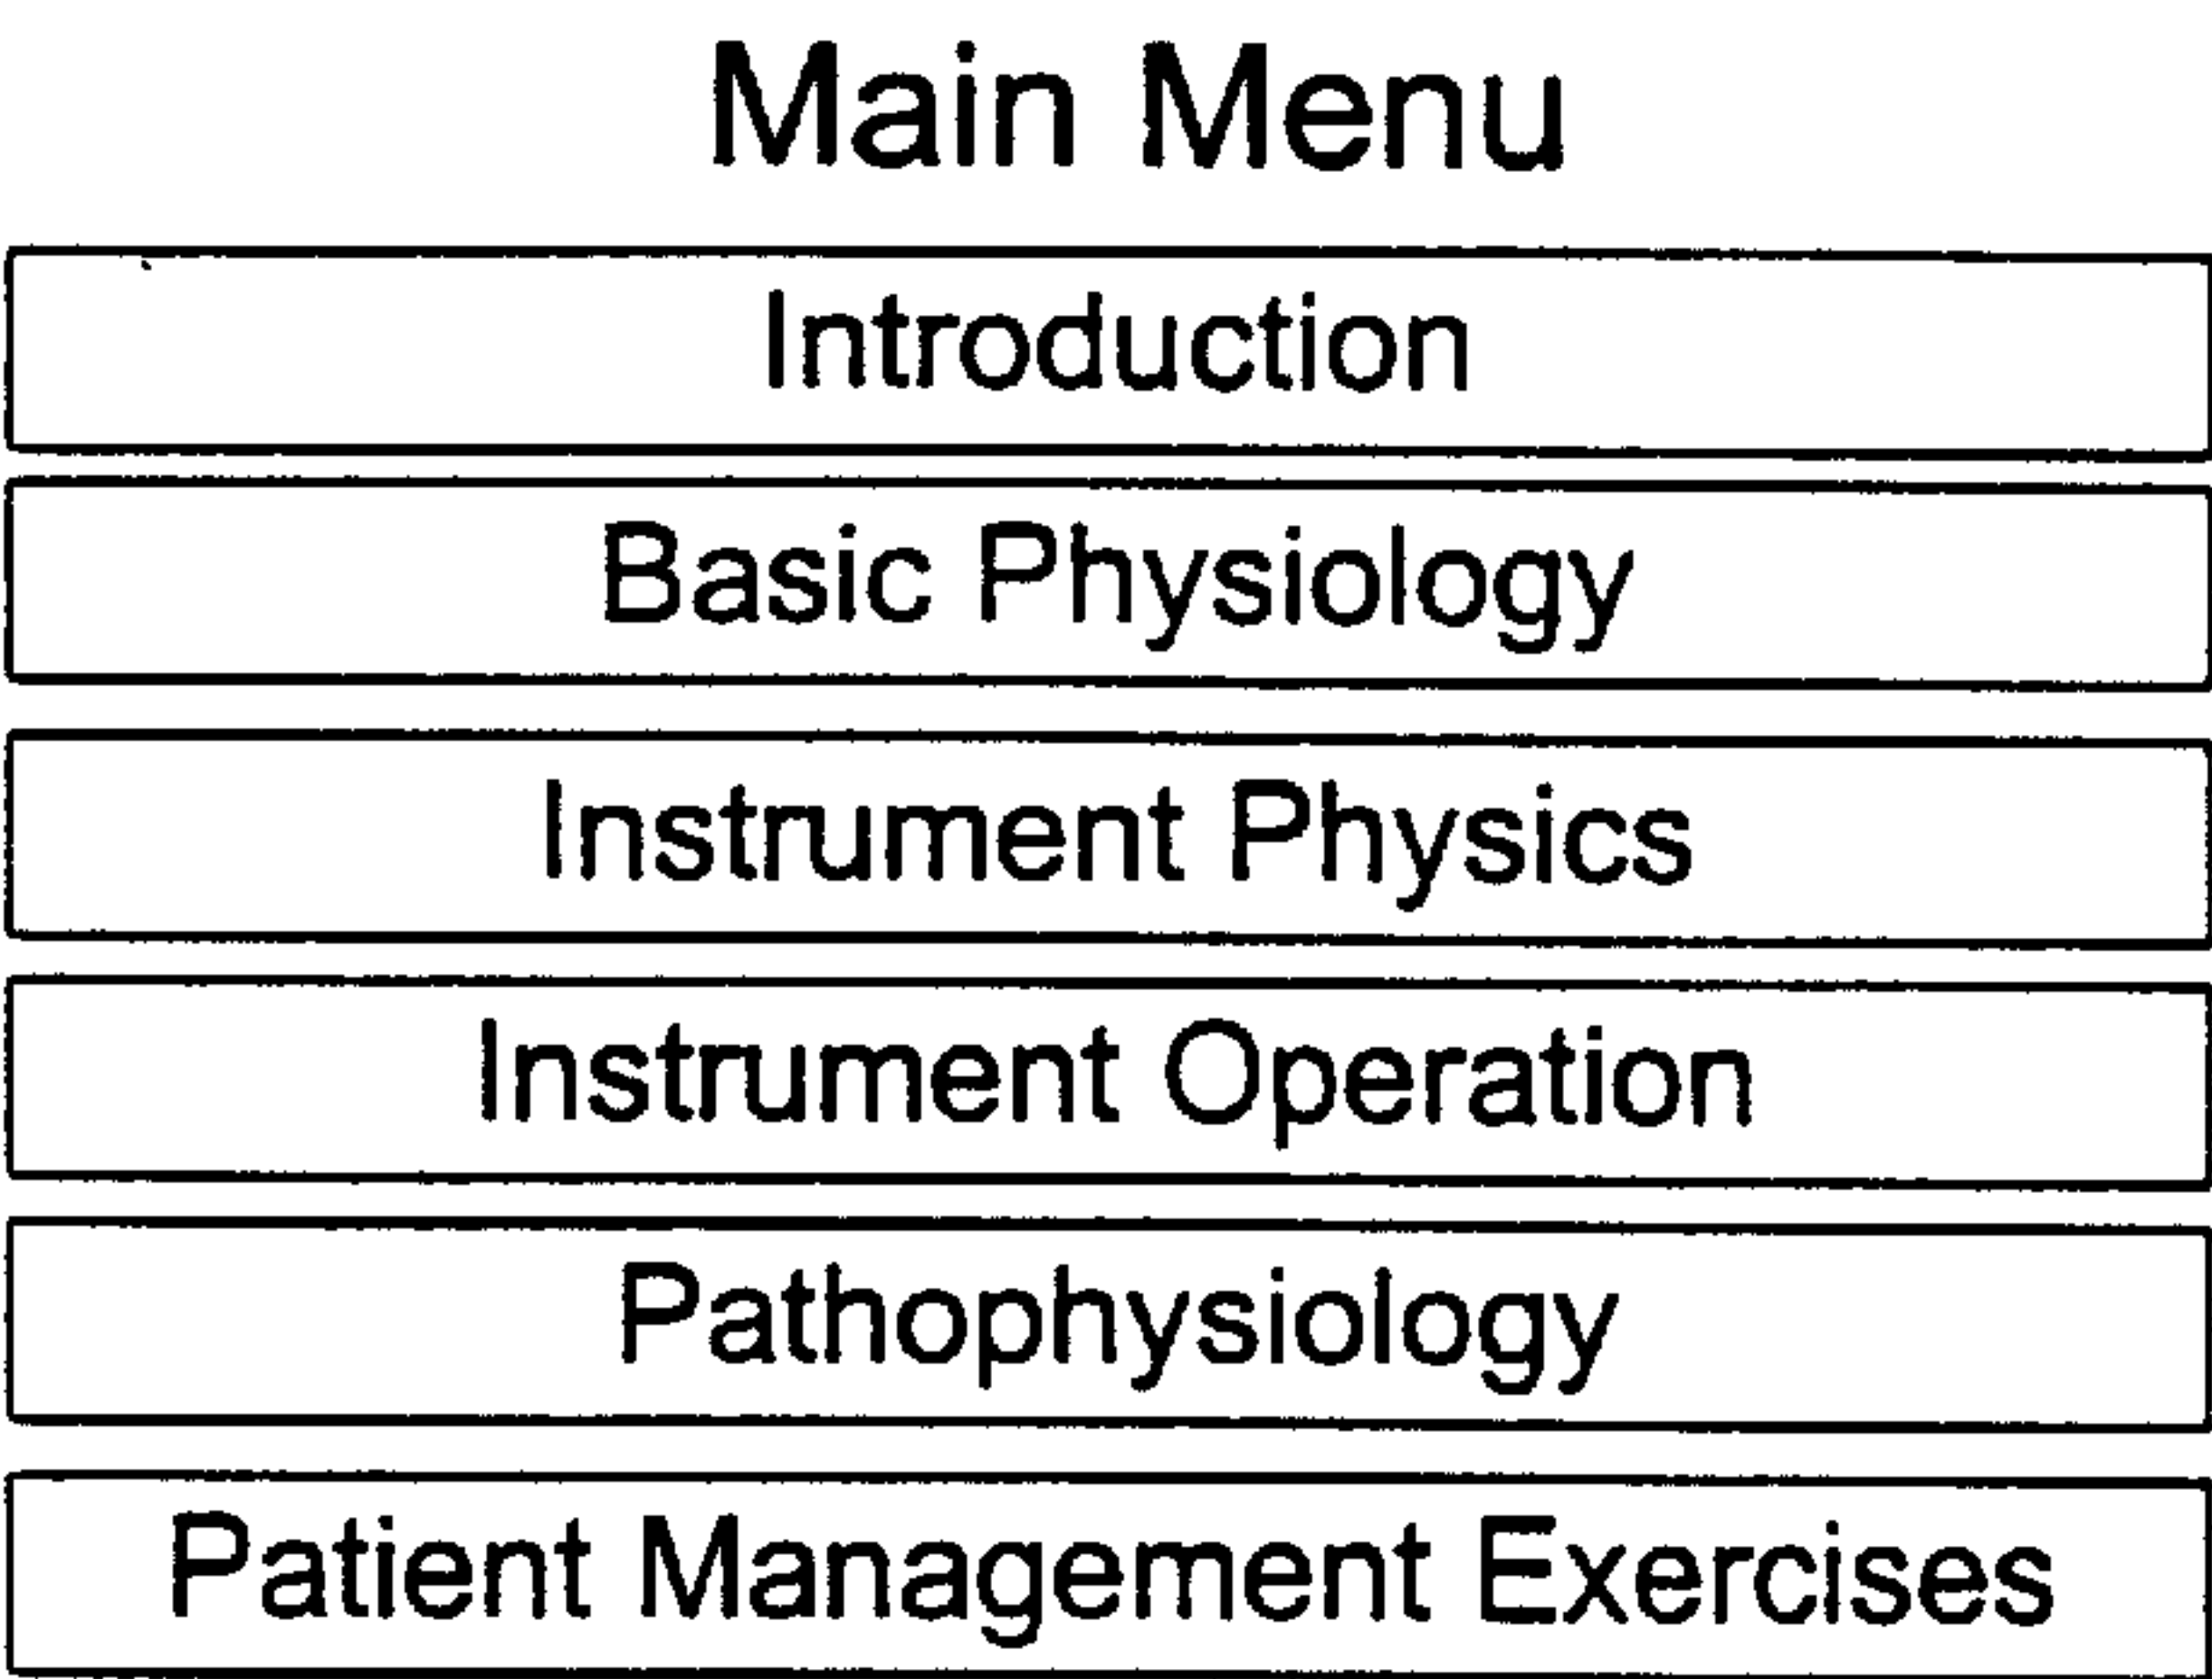 Main Menu
Introduction
Basic Physiology
Instrument Physics
Instrument Operation
Pathophysiology
Patient Management Exercises